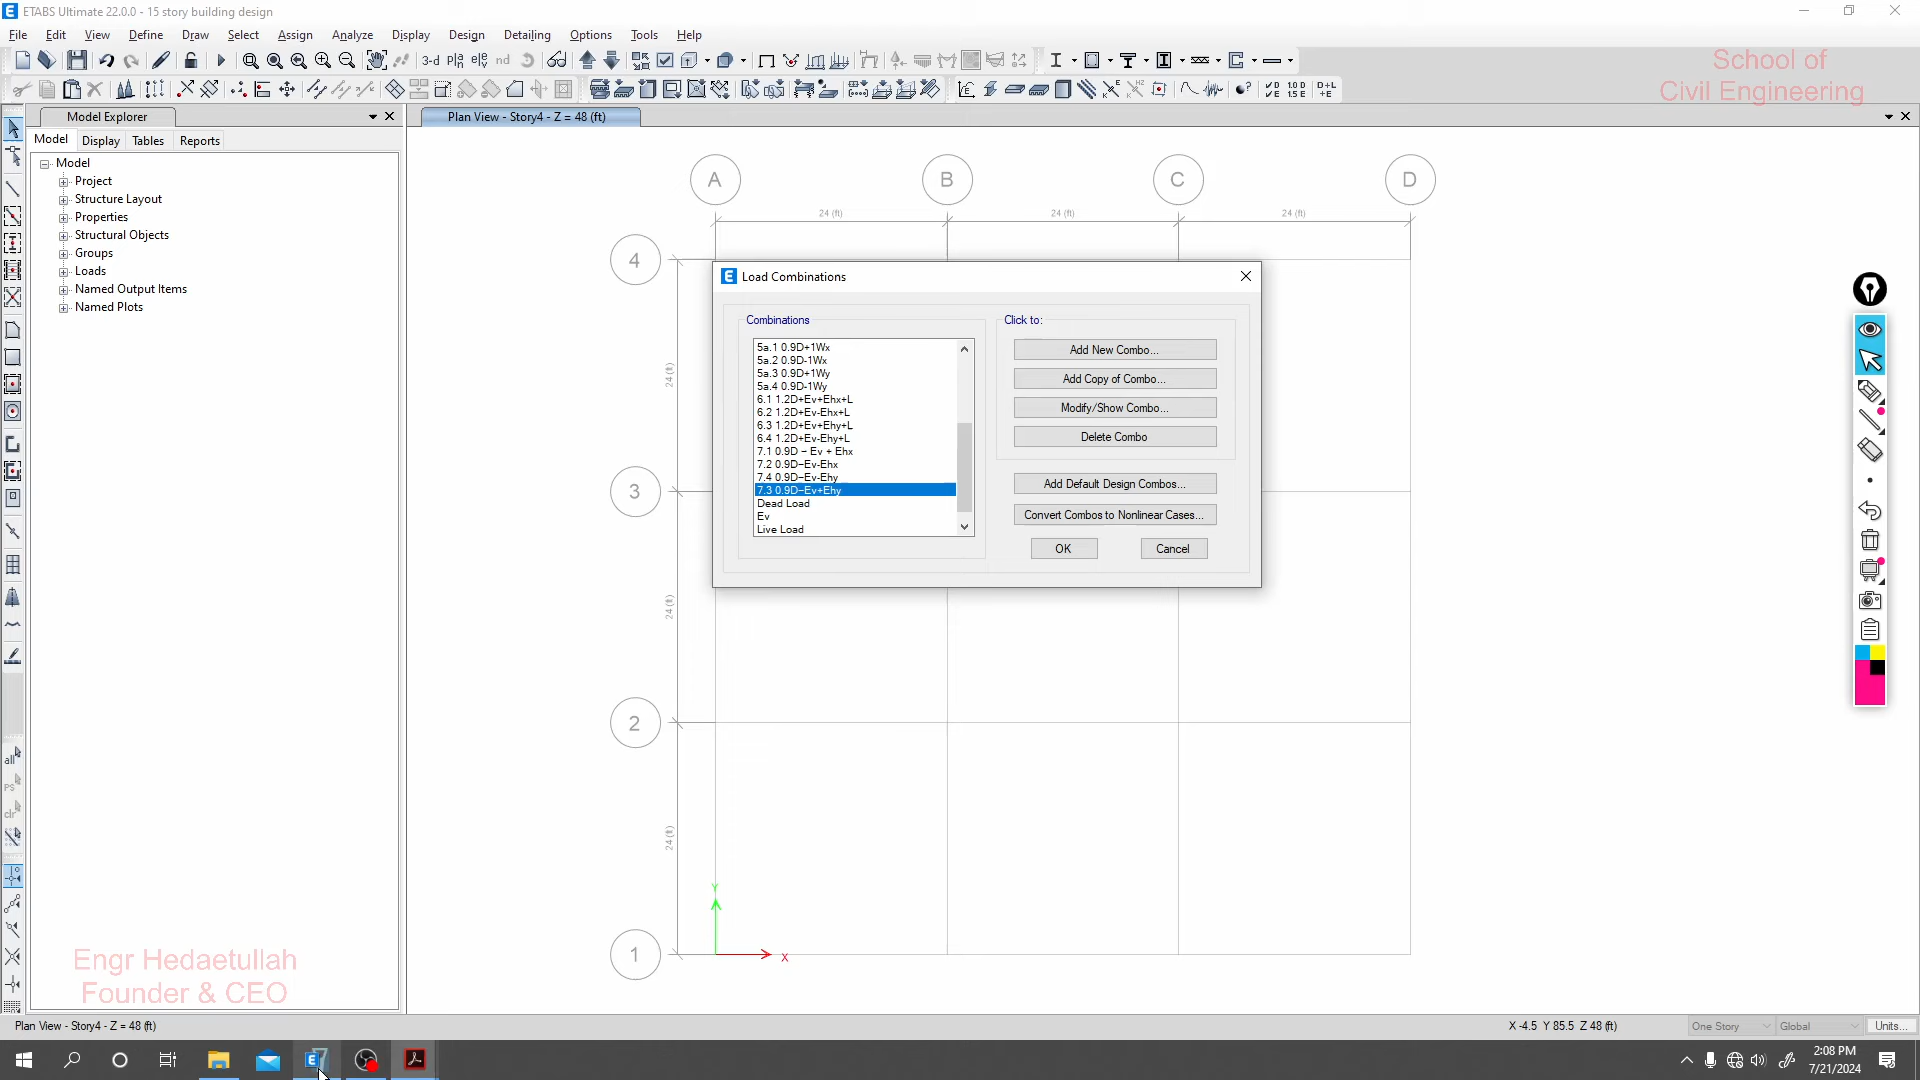 ETABS Ultimate 22.0.0 - 15 story building design
File Edit View Define Draw Select Assign Analyze Display Design Detailing Options Tools Help
School of
Civil Engineering
Model Explorer
Plan View - Story4 - Z = 48 (ft)
Model Display Tables Reports
Model
Project
Structure Layout
Properties
Structural Objects
Groups
Loads
Named Output Items
Named Plots
A B C D
24 (ft) 24 (ft) 24 (ft)
4
3
2
1
24 (ft)
24 (ft)
24 (ft)
Load Combinations
Combinations
5a.1 0.9D+1Wx
5a.2 0.9D-1Wx
5a.3 0.9D+1Wy
5a.4 0.9D-1Wy
6.1 1.2D+Ev+Ehx+L
6.2 1.2D+Ev-Ehx+L
6.3 1.2D+Ev+Ehy+L
6.4 1.2D+Ev-Ehy+L
7.1 0.9D − Ev + Ehx
7.2 0.9D−Ev-Ehx
7.4 0.9D−Ev-Ehy
7.3 0.9D−Ev+Ehy
Dead Load
Ev
Live Load
Click to:
Add New Combo...
Add Copy of Combo...
Modify/Show Combo...
Delete Combo
Add Default Design Combos...
Convert Combos to Nonlinear Cases...
OK Cancel
Y
X
Engr Hedaetullah
Founder & CEO
Plan View - Story4 - Z = 48 (ft)
X -4.5 Y 85.5 Z 48 (ft)
One Story Global Units...
2:08 PM
7/21/2024